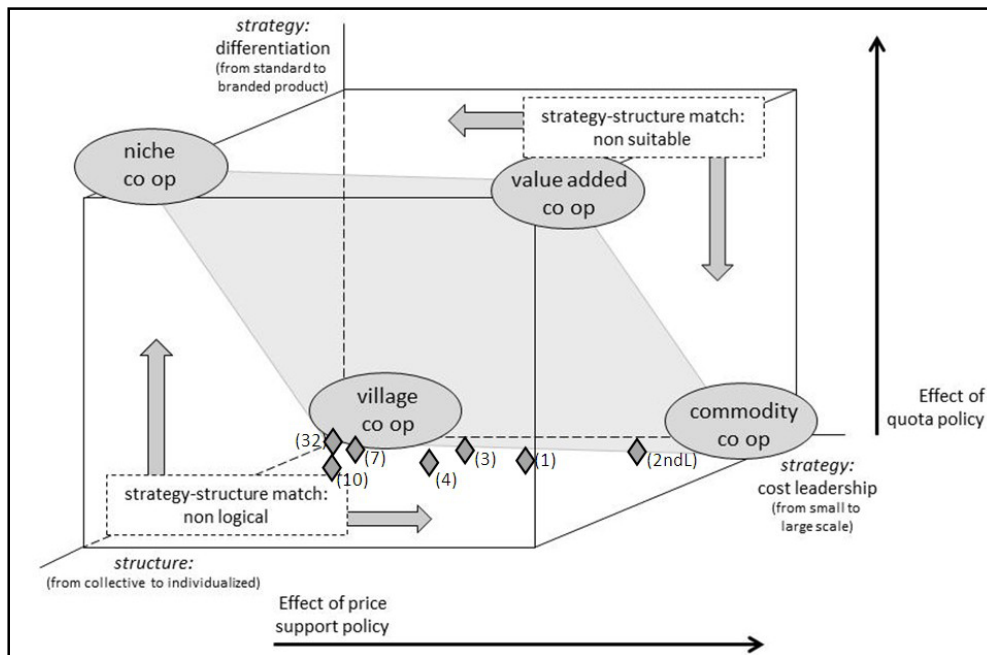 strategy:
differentiation
(from standard to
branded product)
strategy-structure match:
non suitable
niche
co op
value added
co op
village
co op
commodity
co op
Effect of
quota policy
(32)
(7)
(3)
(1)
(2ndL)
(10)
(4)
strategy:
cost leadership
(from small to
large scale)
strategy-structure match:
non logical
structure:
(from collective to individualized)
Effect of price
support policy